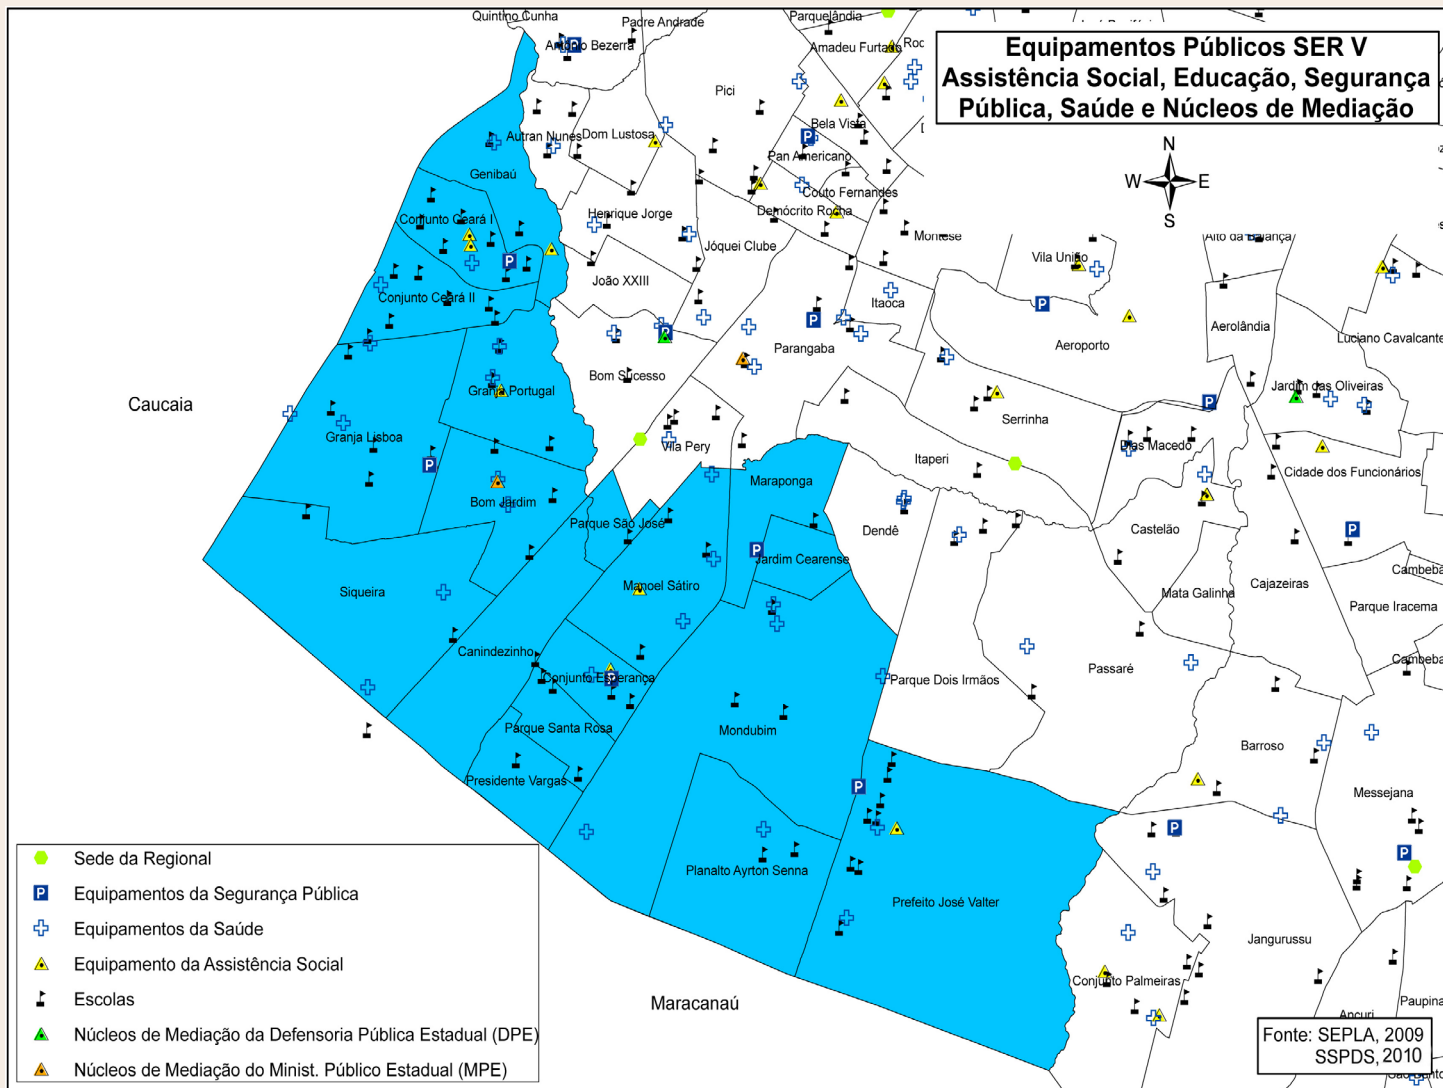 Quintino Cunha
Padre Andrade
Parquelândia
Antonio Bezerra
Amadeu Furtado
Equipamentos Públicos SER V
Assistência Social, Educação, Segurança
Pública, Saúde e Núcleos de Mediação
Pici
Bela Vista
Autran Nunes
Dom Lustosa
Pan Americano
N
W
E
S
Genibaú
Couto Fernandes
Henrique Jorge
Demócrito Rocha
Conjunto Ceará I
Jóquei Clube
Montese
Alto da Balança
Vila União
João XXIII
Conjunto Ceará II
Itaoca
Aerolândia
Luciano Cavalcante
Aeroporto
Parangaba
Bom Sucesso
Jardim das Oliveiras
Granja Portugal
Caucaia
Serrinha
Granja Lisboa
Vila Pery
Dias Macedo
Itaperi
Cidade dos Funcionários
Maraponga
Bom Jardim
Parque São José
Dendê
Castelão
Jardim Cearense
Cambeba
Cajazeiras
Manoel Sátiro
Siqueira
Mata Galinha
Parque Iracema
Canindezinho
Cambeba
Passaré
Conjunto Esperança
Parque Dois Irmãos
Parque Santa Rosa
Mondubim
Barroso
Presidente Vargas
Messejana
Planalto Ayrton Senna
Prefeito José Valter
Jangurussu
Conjunto Palmeiras
Maracanaú
Paupina
Ancuri
Sede da Regional
P Equipamentos da Segurança Pública
Equipamentos da Saúde
Equipamento da Assistência Social
Escolas
Núcleos de Mediação da Defensoria Pública Estadual (DPE)
Núcleos de Mediação do Minist. Público Estadual (MPE)
Fonte: SEPLA, 2009
SSPDS, 2010